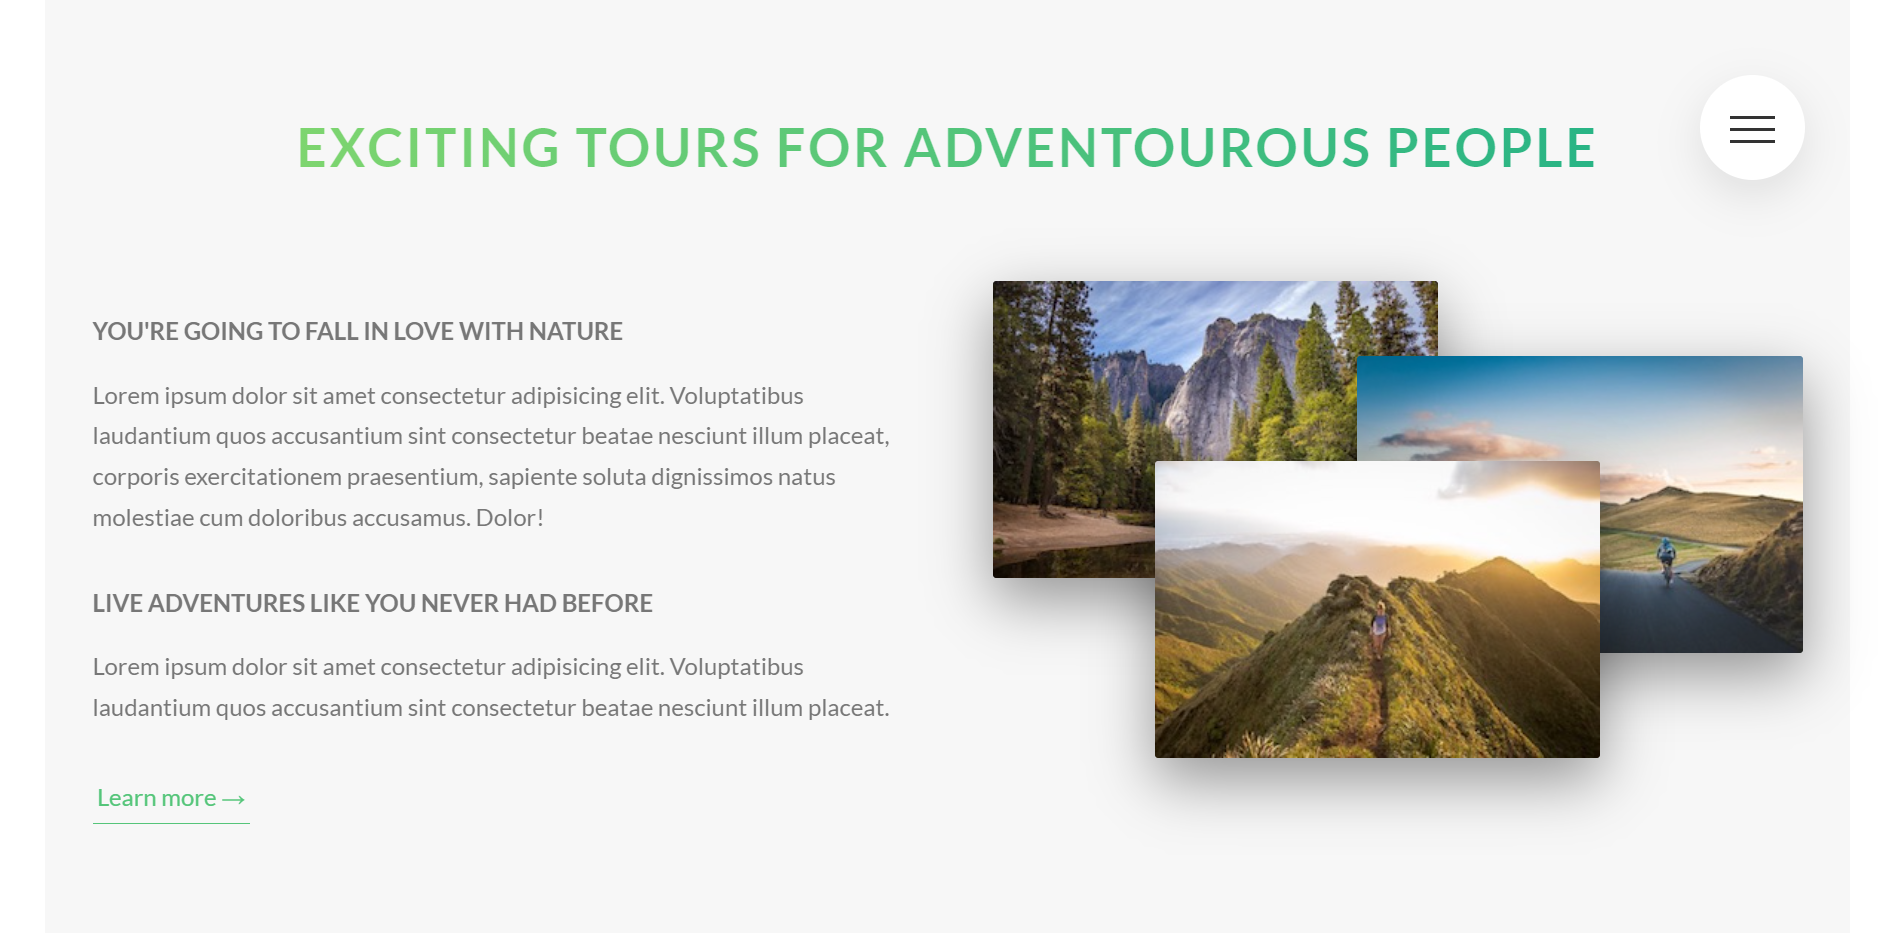 EXCITING TOURS FOR ADVENTOUROUS PEOPLE
YOU'RE GOING TO FALL IN LOVE WITH NATURE
Lorem ipsum dolor sit amet consectetur adipisicing elit. Voluptatibus
laudantium quos accusantium sint consectetur beatae nesciunt illum placeat,
corporis exercitationem praesentium, sapiente soluta dignissimos natus
molestiae cum doloribus accusamus. Dolor!
LIVE ADVENTURES LIKE YOU NEVER HAD BEFORE
Lorem ipsum dolor sit amet consectetur adipisicing elit. Voluptatibus
laudantium quos accusantium sint consectetur beatae nesciunt illum placeat.
Learn more →